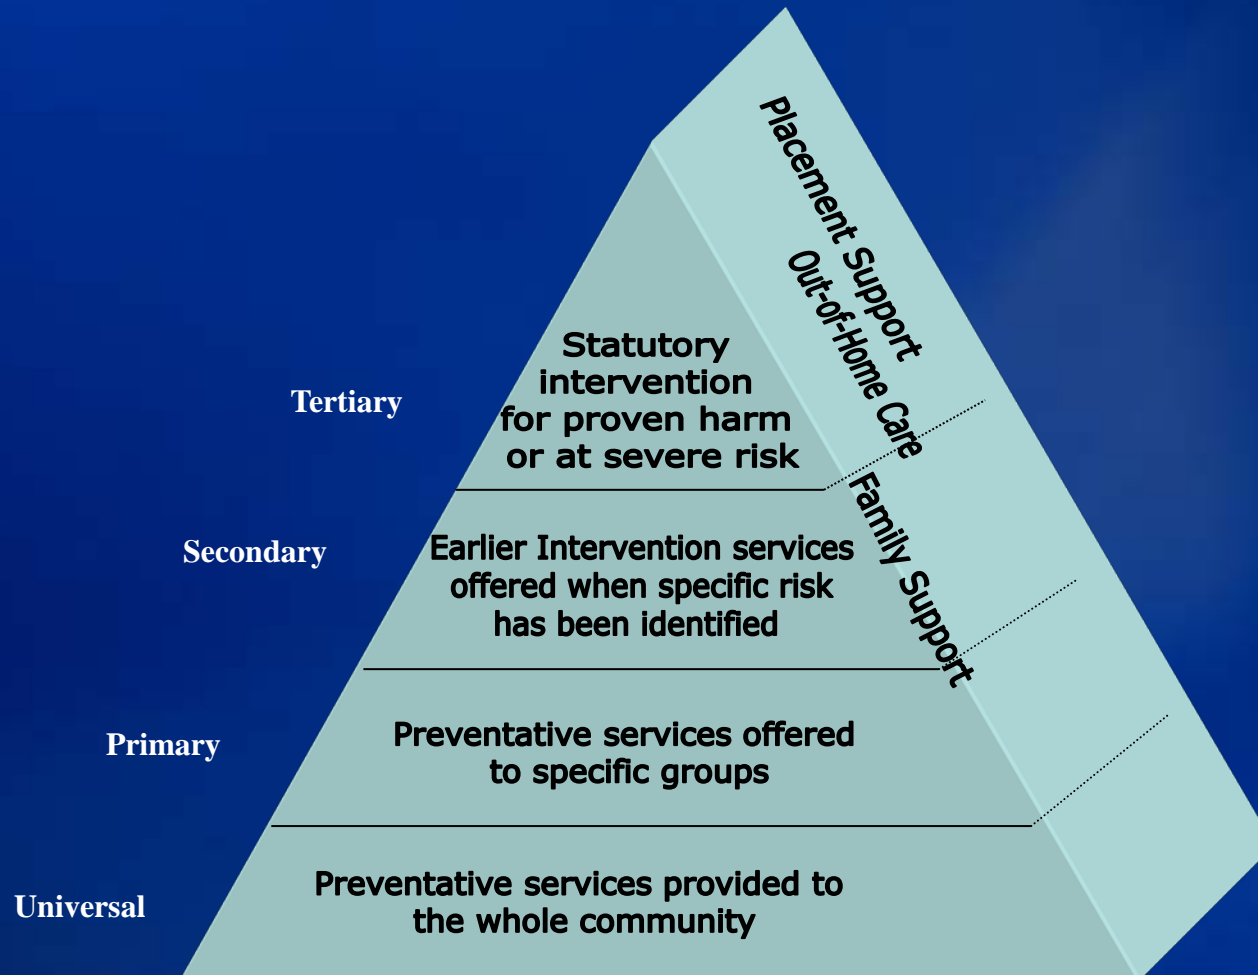 Placement Support
Out-of-Home Care
Family Support
Tertiary
Statutory
intervention
for proven harm
or at severe risk
Secondary
Earlier Intervention services
offered when specific risk
has been identified
Primary
Preventative services offered
to specific groups
Universal
Preventative services provided to
the whole community